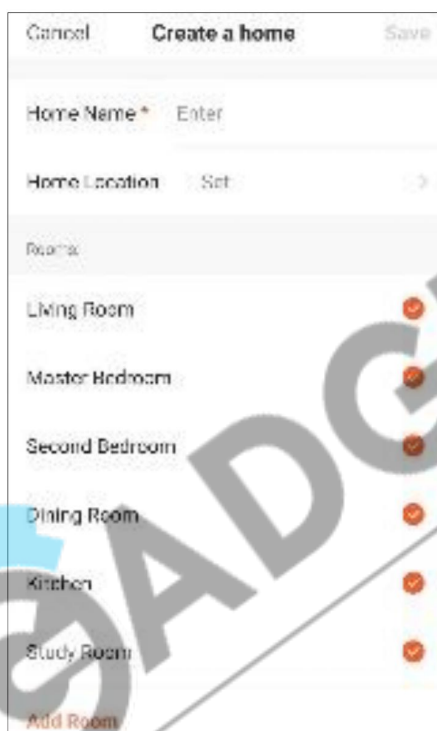 Cancel Create a home Save
Home Name * Enter
Home Location Set >
Rooms:
Living Room
Master Bedroom
Second Bedroom
Dining Room
Kitchen
Study Room
Add Room